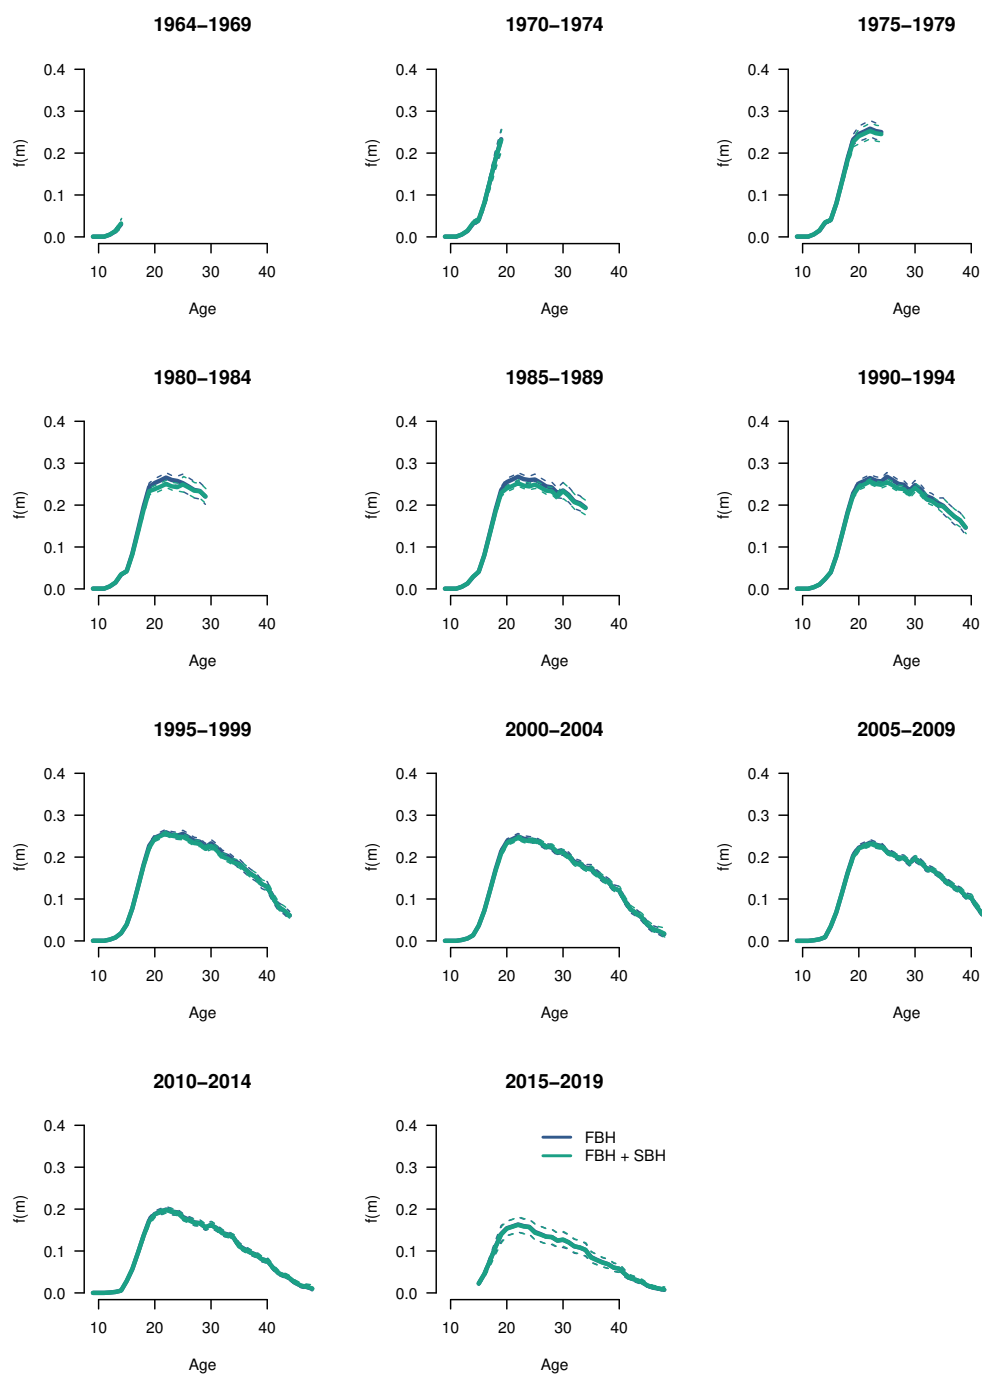 1964–1969
1970–1974
1975–1979
0.4
0.3
0.2
0.1
0.0
f(m)
10 20 30 40
Age
0.4
0.3
0.2
0.1
0.0
f(m)
10 20 30 40
Age
0.4
0.3
0.2
0.1
0.0
f(m)
10 20 30 40
Age
1980–1984
1985–1989
1990–1994
0.4
0.3
0.2
0.1
0.0
f(m)
10 20 30 40
Age
0.4
0.3
0.2
0.1
0.0
f(m)
10 20 30 40
Age
0.4
0.3
0.2
0.1
0.0
f(m)
10 20 30 40
Age
1995–1999
2000–2004
2005–2009
0.4
0.3
0.2
0.1
0.0
f(m)
10 20 30 40
Age
0.4
0.3
0.2
0.1
0.0
f(m)
10 20 30 40
Age
0.4
0.3
0.2
0.1
0.0
f(m)
10 20 30 40
Age
2010–2014
2015–2019
0.4
0.3
0.2
0.1
0.0
f(m)
10 20 30 40
Age
0.4
0.3
0.2
0.1
0.0
f(m)
10 20 30 40
Age
FBH
FBH + SBH